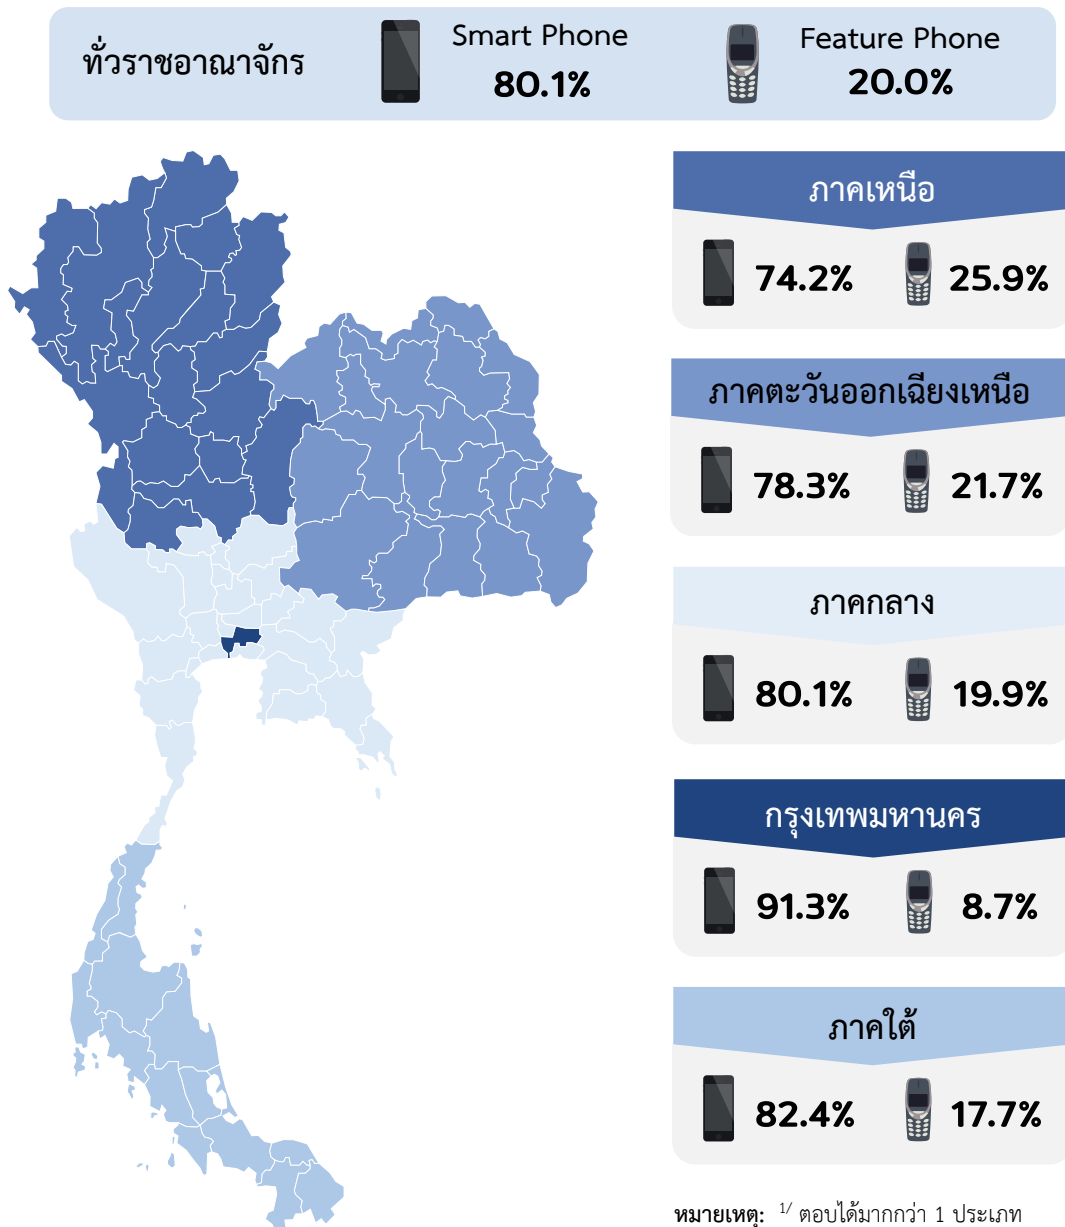 ทั่วราชอาณาจักร
Smart Phone
80.1%
Feature Phone
20.0%
ภาคเหนือ
74.2% 25.9%
ภาคตะวันออกเฉียงเหนือ
78.3% 21.7%
ภาคกลาง
80.1% 19.9%
กรุงเทพมหานคร
91.3% 8.7%
ภาคใต้
82.4% 17.7%
หมายเหตุ: 1/ ตอบได้มากกว่า 1 ประเภท